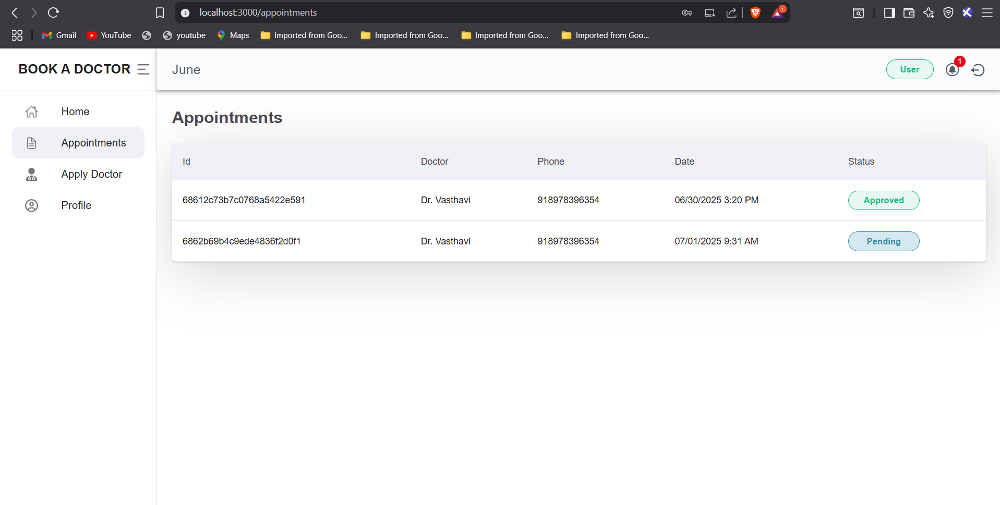 localhost:3000/appointments
1
Gmail YouTube youtube Maps Imported from Goo... Imported from Goo... Imported from Goo... Imported from Goo...
BOOK A DOCTOR
June
User
1
Home
Appointments
Apply Doctor
Profile
Appointments
Id Doctor Phone Date Status
68612c73b7c0768a5422e591 Dr. Vasthavi 918978396354 06/30/2025 3:20 PM Approved
6862b69b4c9ede4836f2d0f1 Dr. Vasthavi 918978396354 07/01/2025 9:31 AM Pending